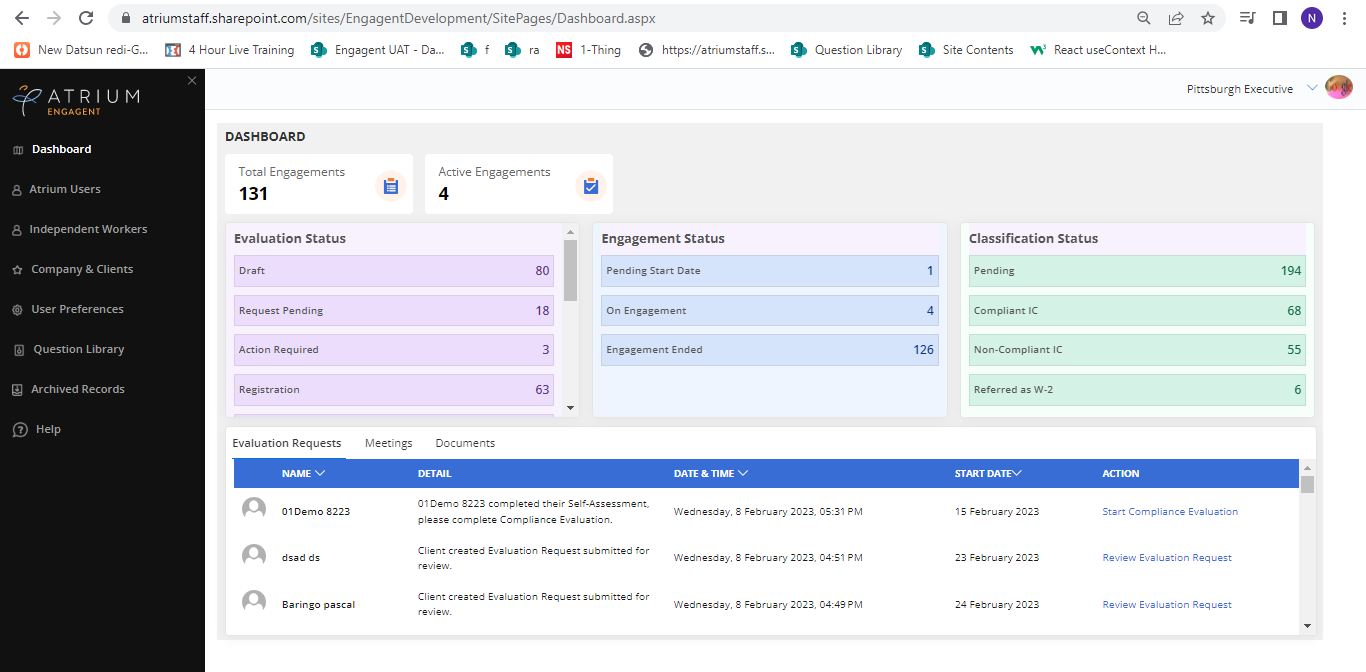 atriumstaff.sharepoint.com/sites/EngagentDevelopment/SitePages/Dashboard.aspx
N
New Datsun redi-G...
4 Hour Live Training
Engagent UAT - Da...
f
ra
NS 1-Thing
https://atriumstaff.s...
Question Library
Site Contents
React useContext H...
ATRIUM
ENGAGENT
Pittsburgh Executive
Dashboard
Atrium Users
Independent Workers
Company & Clients
User Preferences
Question Library
Archived Records
Help
DASHBOARD
Total Engagements
131
Active Engagements
4
Evaluation Status
Draft 80
Request Pending 18
Action Required 3
Registration 63
Engagement Status
Pending Start Date 1
On Engagement 4
Engagement Ended 126
Classification Status
Pending 194
Compliant IC 68
Non-Compliant IC 55
Referred as W-2 6
Evaluation Requests Meetings Documents
NAME DETAIL DATE & TIME START DATE ACTION
01Demo 8223 01Demo 8223 completed their Self-Assessment, please complete Compliance Evaluation. Wednesday, 8 February 2023, 05:31 PM 15 February 2023 Start Compliance Evaluation
dsad ds Client created Evaluation Request submitted for review. Wednesday, 8 February 2023, 04:51 PM 23 February 2023 Review Evaluation Request
Baringo pascal Client created Evaluation Request submitted for review. Wednesday, 8 February 2023, 04:49 PM 24 February 2023 Review Evaluation Request